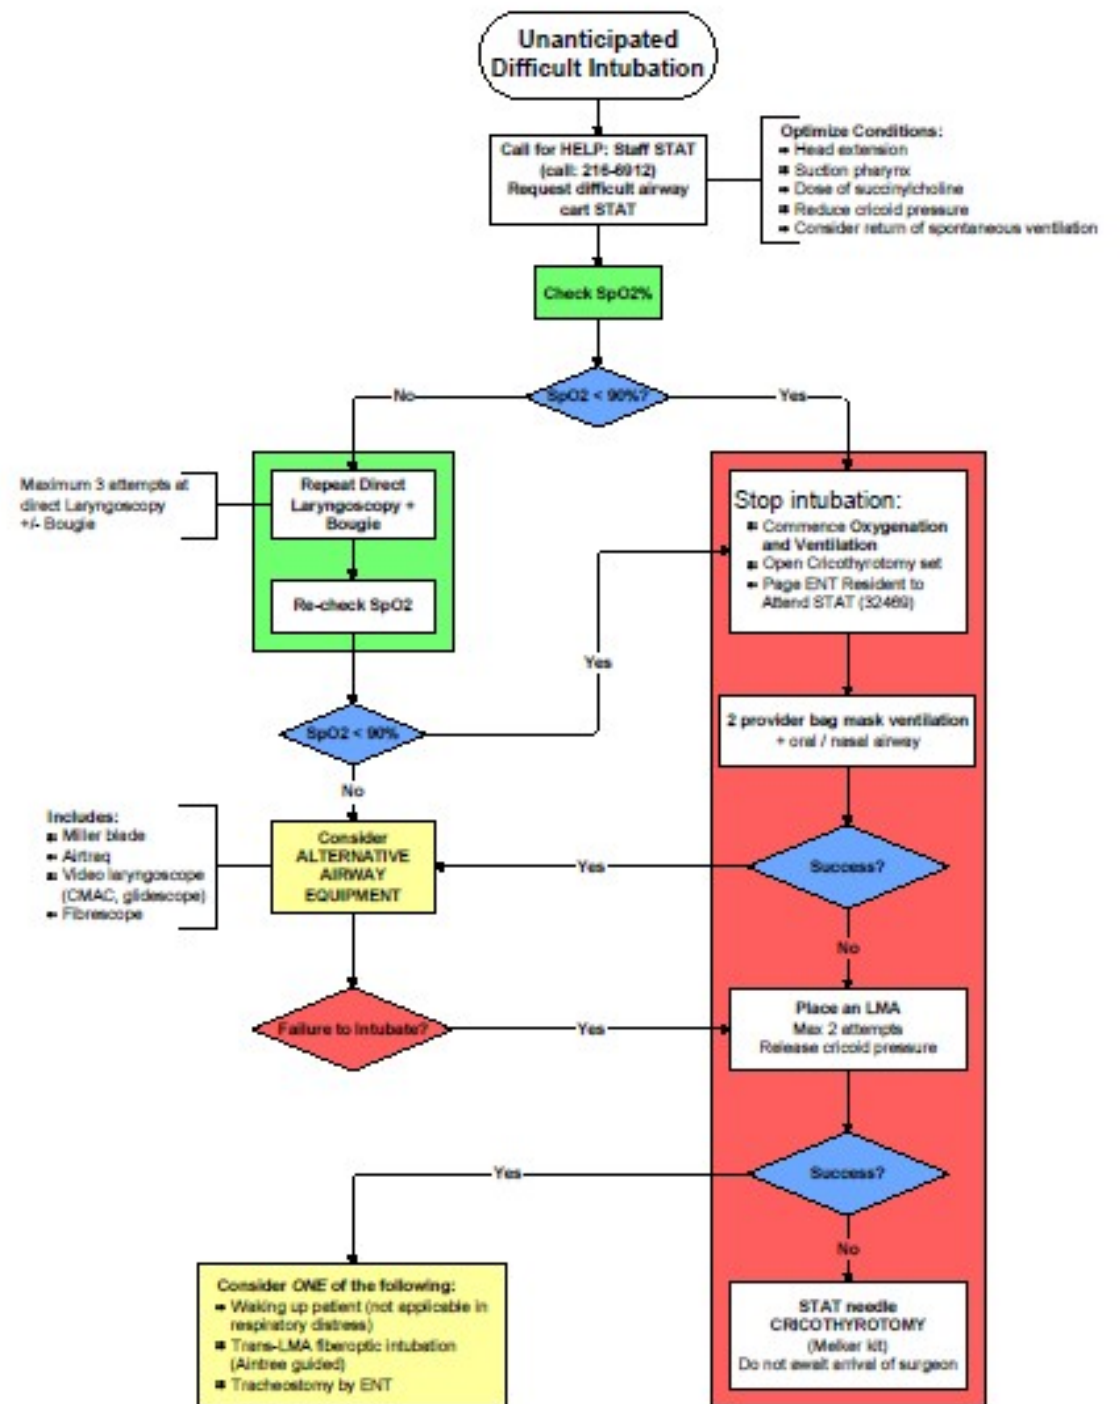 Unanticipated
Difficult Intubation
Call for HELP: Staff STAT
(call: 216-6912)
Request difficult airway
cart STAT
Optimize Conditions:
Head extension
Suction pharynx
Dose of succinylcholine
Reduce cricoid pressure
Consider return of spontaneous ventilation
Check SpO2%
SpO2 < 90%?
No
Yes
Maximum 3 attempts at
direct Laryngoscopy
+/- Bougie
Repeat Direct
Laryngoscopy +
Bougie
Re-check SpO2
Stop intubation:
Commence Oxygenation
and Ventilation
Open Cricothyrotomy set
Page ENT Resident to
Attend STAT (32469)
Yes
SpO2 < 90%
No
2 provider bag mask ventilation
+ oral / nasal airway
Includes:
Miller blade
Airtraq
Video laryngoscope
(CMAC, glidescope)
Fibrescope
Consider
ALTERNATIVE
AIRWAY
EQUIPMENT
Yes
Success?
No
Failure to Intubate?
Yes
Place an LMA
Max 2 attempts
Release cricoid pressure
Yes
Success?
No
Consider ONE of the following:
Waking up patient (not applicable in
respiratory distress)
Trans-LMA fiberoptic intubation
(Aintree guided)
Tracheostomy by ENT
STAT needle
CRICOTHYROTOMY
(Melker kit)
Do not await arrival of surgeon